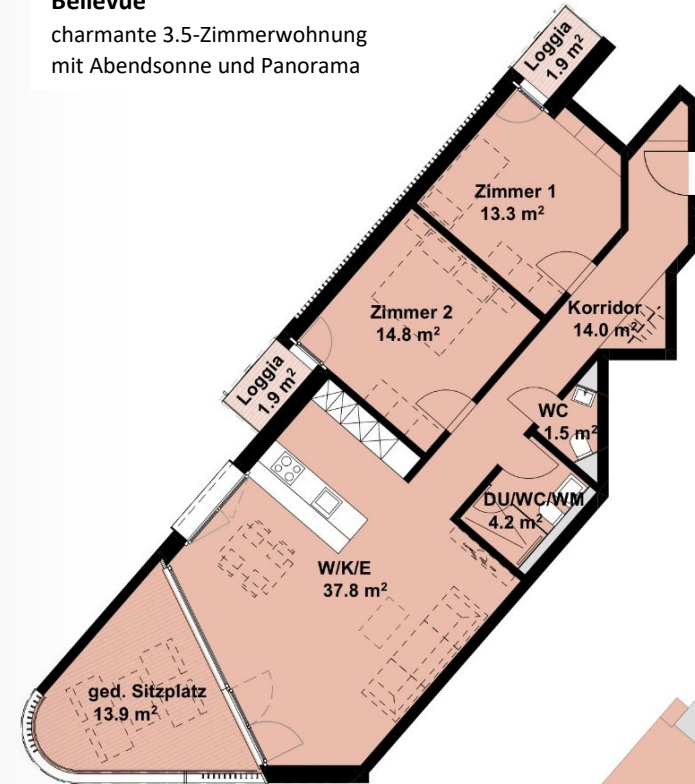 Bellevue
charmante 3.5-Zimmerwohnung
mit Abendsonne und Panorama
Loggia
1.9 m²
Zimmer 1
13.3 m²
Zimmer 2
14.8 m²
Korridor
14.0 m²
Loggia
1.9 m²
WC
1.5 m²
DU/WC/WM
4.2 m²
W/K/E
37.8 m²
ged. Sitzplatz
13.9 m²